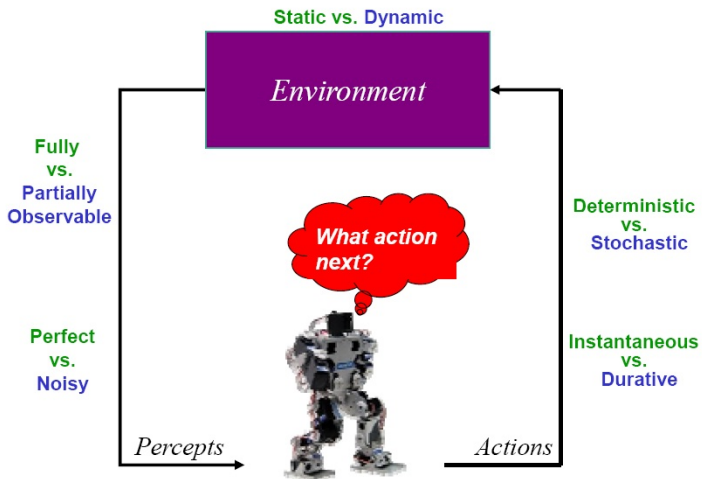 Static vs. Dynamic
Environment
Fully
vs.
Partially
Observable
What action
next?
Deterministic
vs.
Stochastic
Perfect
vs.
Noisy
Instantaneous
vs.
Durative
Percepts
Actions